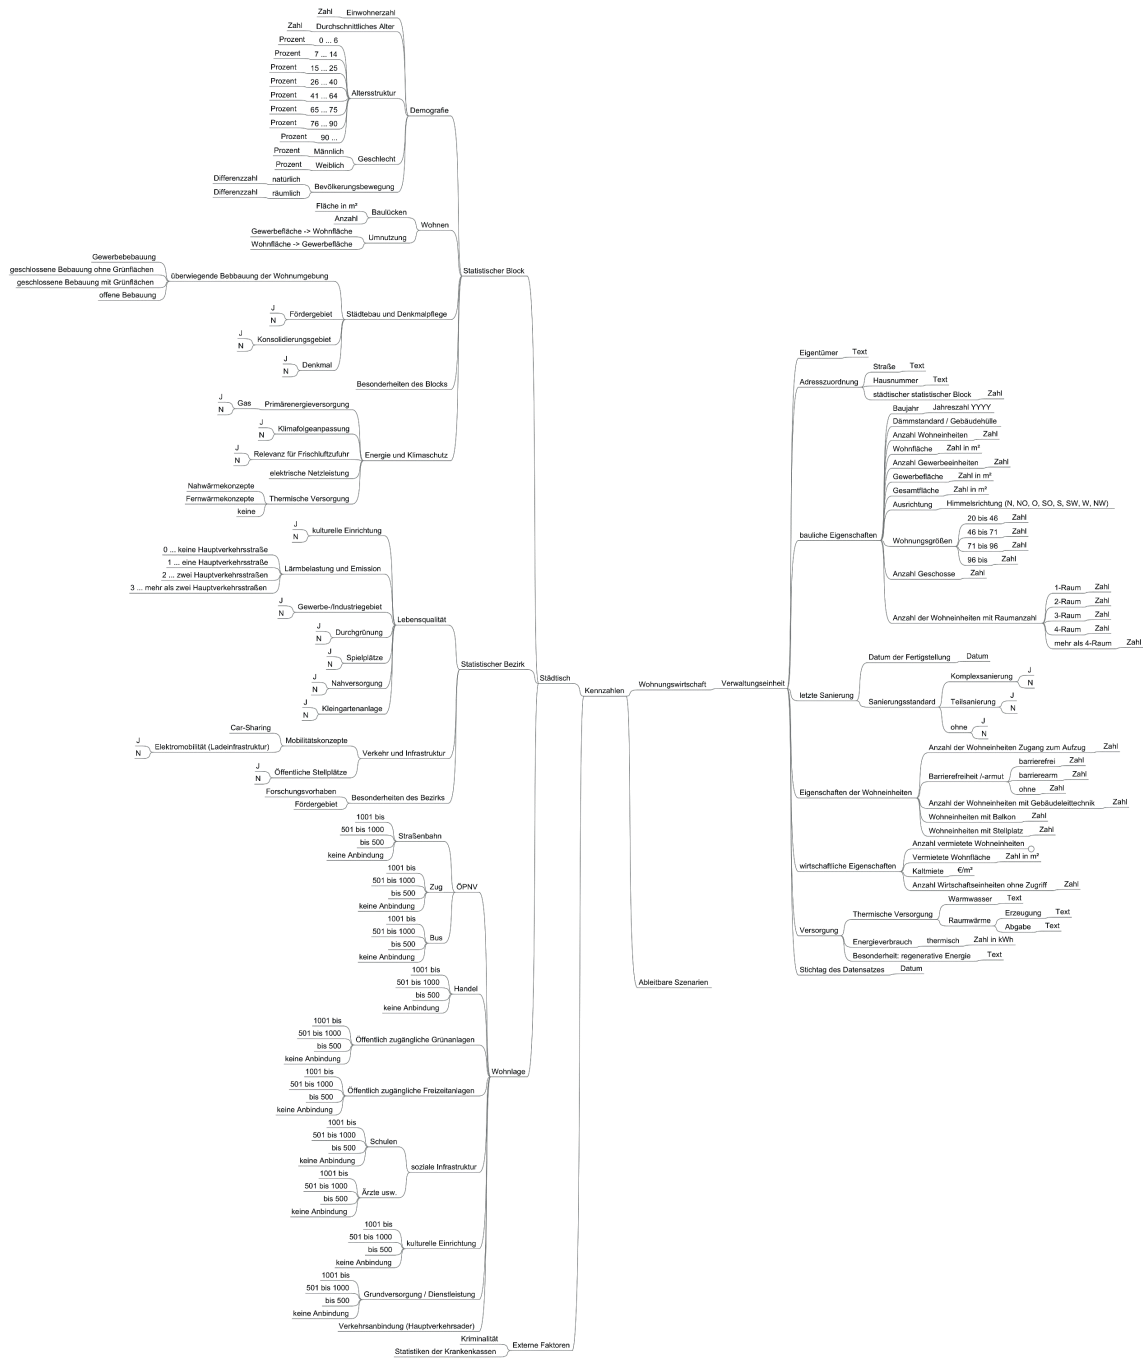 Zahl Einwohnerzahl
Zahl Durchschnittliches Alter
Prozent 0 ... 6
Prozent 7 ... 14
Prozent 15 ... 25
Prozent 26 ... 40
Prozent 41 ... 64
Prozent 65 ... 75
Prozent 76 ... 90
Prozent 90 ...
Altersstruktur
Demografie
Prozent Männlich
Prozent Weiblich
Geschlecht
Differenzzahl natürlich
Differenzzahl räumlich
Bevölkerungsbewegung
Fläche in m²
Anzahl
Baulücken
Wohnen
Gewerbefläche -> Wohnfläche
Wohnfläche -> Gewerbefläche
Umnutzung
Statistischer Block
Gewerbebebauung
geschlossene Bebauung ohne Grünflächen
geschlossene Bebauung mit Grünflächen
offene Bebauung
überwiegende Bebbauung der Wohnumgebung
Städtebau und Denkmalpflege
J
N
Fördergebiet
J
N
Konsolidierungsgebiet
J
N
Denkmal
Besonderheiten des Blocks
J
N
Gas Primärenergieversorgung
J
N
Klimafolgeanpassung
J
N
Relevanz für Frischluftzufuhr
Energie und Klimaschutz
elektrische Netzleistung
Nahwärmekonzepte
Fernwärmekonzepte
keine
Thermische Versorgung
J
N
kulturelle Einrichtung
0 ... keine Hauptverkehrsstraße
1 ... eine Hauptverkehrsstraße
2 ... zwei Hauptverkehrsstraßen
3 ... mehr als zwei Hauptverkehrsstraßen
Lärmbelastung und Emission
J
N
Gewerbe-/Industriegebiet
Lebensqualität
J
N
Durchgrünung
J
N
Spielplätze
J
N
Nahversorgung
J
N
Kleingartenanlage
Statistischer Bezirk
Städtisch
Car-Sharing
J
N
Elektromobilität (Ladeinfrastruktur)
Mobilitätskonzepte
Verkehr und Infrastruktur
J
N
Öffentliche Stellplätze
Forschungsvorhaben
Fördergebiet
Besonderheiten des Bezirks
1001 bis
501 bis 1000
bis 500
keine Anbindung
Straßenbahn
1001 bis
501 bis 1000
bis 500
keine Anbindung
Zug
ÖPNV
1001 bis
501 bis 1000
bis 500
keine Anbindung
Bus
1001 bis
501 bis 1000
bis 500
keine Anbindung
Handel
1001 bis
501 bis 1000
bis 500
keine Anbindung
Öffentlich zugängliche Grünanlagen
Wohnlage
1001 bis
501 bis 1000
bis 500
keine Anbindung
Öffentlich zugängliche Freizeitanlagen
1001 bis
501 bis 1000
bis 500
keine Anbindung
Schulen
soziale Infrastruktur
1001 bis
501 bis 1000
bis 500
keine Anbindung
Ärzte usw.
1001 bis
501 bis 1000
bis 500
keine Anbindung
kulturelle Einrichtung
1001 bis
501 bis 1000
bis 500
keine Anbindung
Grundversorgung / Dienstleistung
Verkehrsanbindung (Hauptverkehrsader)
Kriminalität
Statistiken der Krankenkassen
Externe Faktoren
Kennzahlen
Wohnungswirtschaft
Verwaltungseinheit
Ableitbare Szenarien
Eigentümer Text
Adresszuordnung
Straße Text
Hausnummer Text
städtischer statistischer Block Zahl
bauliche Eigenschaften
Baujahr Jahreszahl YYYY
Dämmstandard / Gebäudehülle
Anzahl Wohneinheiten Zahl
Wohnfläche Zahl in m²
Anzahl Gewerbeeinheiten Zahl
Gewerbefläche Zahl in m²
Gesamtfläche Zahl in m²
Ausrichtung Himmelsrichtung (N, NO, O, SO, S, SW, W, NW)
Wohnungsgrößen
20 bis 46 Zahl
46 bis 71 Zahl
71 bis 96 Zahl
96 bis Zahl
Anzahl Geschosse Zahl
Anzahl der Wohneinheiten mit Raumanzahl
1-Raum Zahl
2-Raum Zahl
3-Raum Zahl
4-Raum Zahl
mehr als 4-Raum Zahl
letzte Sanierung
Datum der Fertigstellung Datum
Sanierungsstandard
Komplexsanierung
J
N
Teilsanierung
J
N
ohne
J
N
Eigenschaften der Wohneinheiten
Anzahl der Wohneinheiten Zugang zum Aufzug Zahl
Barrierefreiheit /-armut
barrierefrei Zahl
barrierearm Zahl
ohne Zahl
Anzahl der Wohneinheiten mit Gebäudeleittechnik Zahl
Wohneinheiten mit Balkon Zahl
Wohneinheiten mit Stellplatz Zahl
wirtschaftliche Eigenschaften
Anzahl vermietete Wohneinheiten
Vermietete Wohnfläche Zahl in m²
Kaltmiete €/m²
Anzahl Wirtschaftseinheiten ohne Zugriff Zahl
Versorgung
Thermische Versorgung
Warmwasser Text
Raumwärme
Erzeugung Text
Abgabe Text
Energieverbrauch thermisch Zahl in kWh
Besonderheit: regenerative Energie Text
Stichtag des Datensatzes Datum